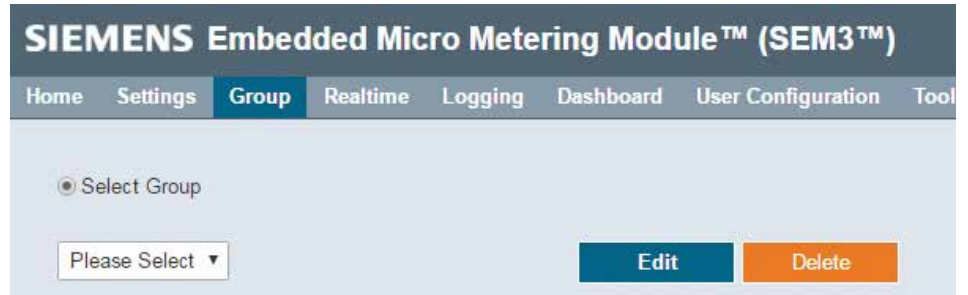 SIEMENS Embedded Micro Metering Module™ (SEM3™)
Home Settings Group Realtime Logging Dashboard User Configuration Tool
Select Group
Please Select Edit Delete